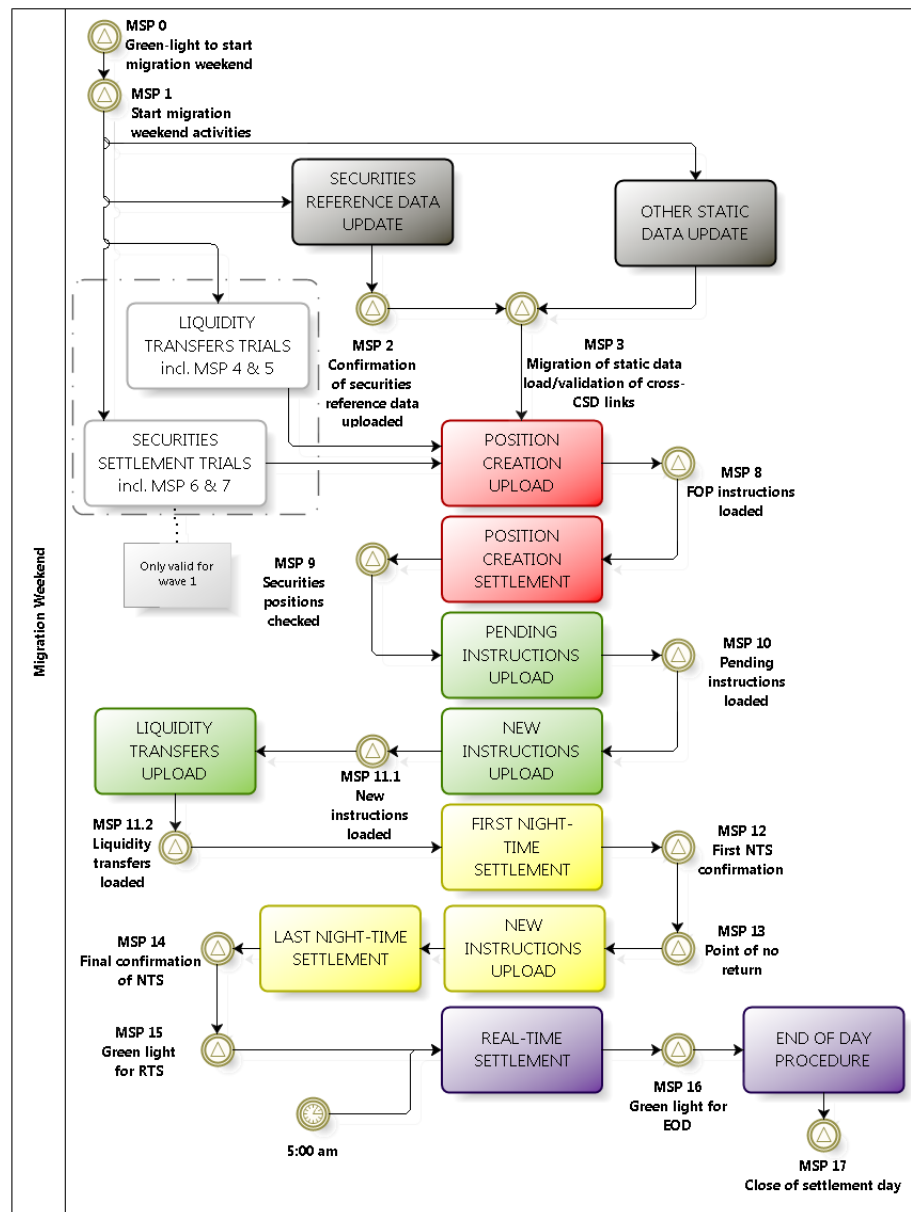 Migration Weekend
MSP 0
Green-light to start
migration weekend
MSP 1
Start migration
weekend activities
SECURITIES
REFERENCE DATA
UPDATE
OTHER STATIC
DATA UPDATE
LIQUIDITY
TRANSFERS TRIALS
incl. MSP 4 & 5
MSP 2
Confirmation
of securities
reference data
uploaded
MSP 3
Migration of static data
load/validation of cross-
CSD links
SECURITIES
SETTLEMENT TRIALS
incl. MSP 6 & 7
POSITION
CREATION
UPLOAD
MSP 8
FOP instructions
loaded
Only valid for
wave 1
MSP 9
Securities
positions
checked
POSITION
CREATION
SETTLEMENT
PENDING
INSTRUCTIONS
UPLOAD
MSP 10
Pending
instructions
loaded
LIQUIDITY
TRANSFERS
UPLOAD
MSP 11.1
New
instructions
loaded
NEW
INSTRUCTIONS
UPLOAD
MSP 11.2
Liquidity
transfers
loaded
FIRST NIGHT-
TIME
SETTLEMENT
MSP 12
First NTS
confirmation
MSP 14
Final confirmation
of NTS
LAST NIGHT-TIME
SETTLEMENT
NEW
INSTRUCTIONS
UPLOAD
MSP 13
Point of no
return
MSP 15
Green light
for RTS
REAL-TIME
SETTLEMENT
MSP 16
Green light for
EOD
END OF DAY
PROCEDURE
5:00 am
MSP 17
Close of settlement day